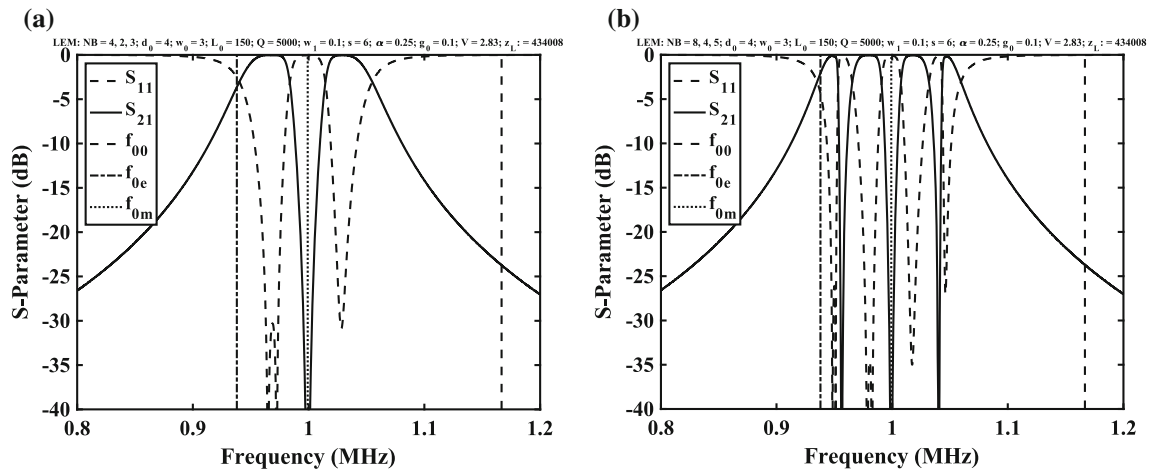 (a)
LEM: NB = 4, 2, 3; d0 = 4; w0 = 3; L0 = 150; Q = 5000; w1 = 0.1; s = 6; α = 0.25; g0 = 0.1; V = 2.83; zL: = 434008
0
-5
-10
-15
-20
-25
-30
-35
-40
S-Parameter (dB)
S11
S21
f00
f0e
f0m
0.8
0.9
1
1.1
1.2
Frequency (MHz)
(b)
LEM: NB = 8, 4, 5; d0 = 4; w0 = 3; L0 = 150; Q = 5000; w1 = 0.1; s = 6; α = 0.25; g0 = 0.1; V = 2.83; zL: = 434008
0
-5
-10
-15
-20
-25
-30
-35
-40
S-Parameter (dB)
S11
S21
f00
f0e
f0m
0.8
0.9
1
1.1
1.2
Frequency (MHz)